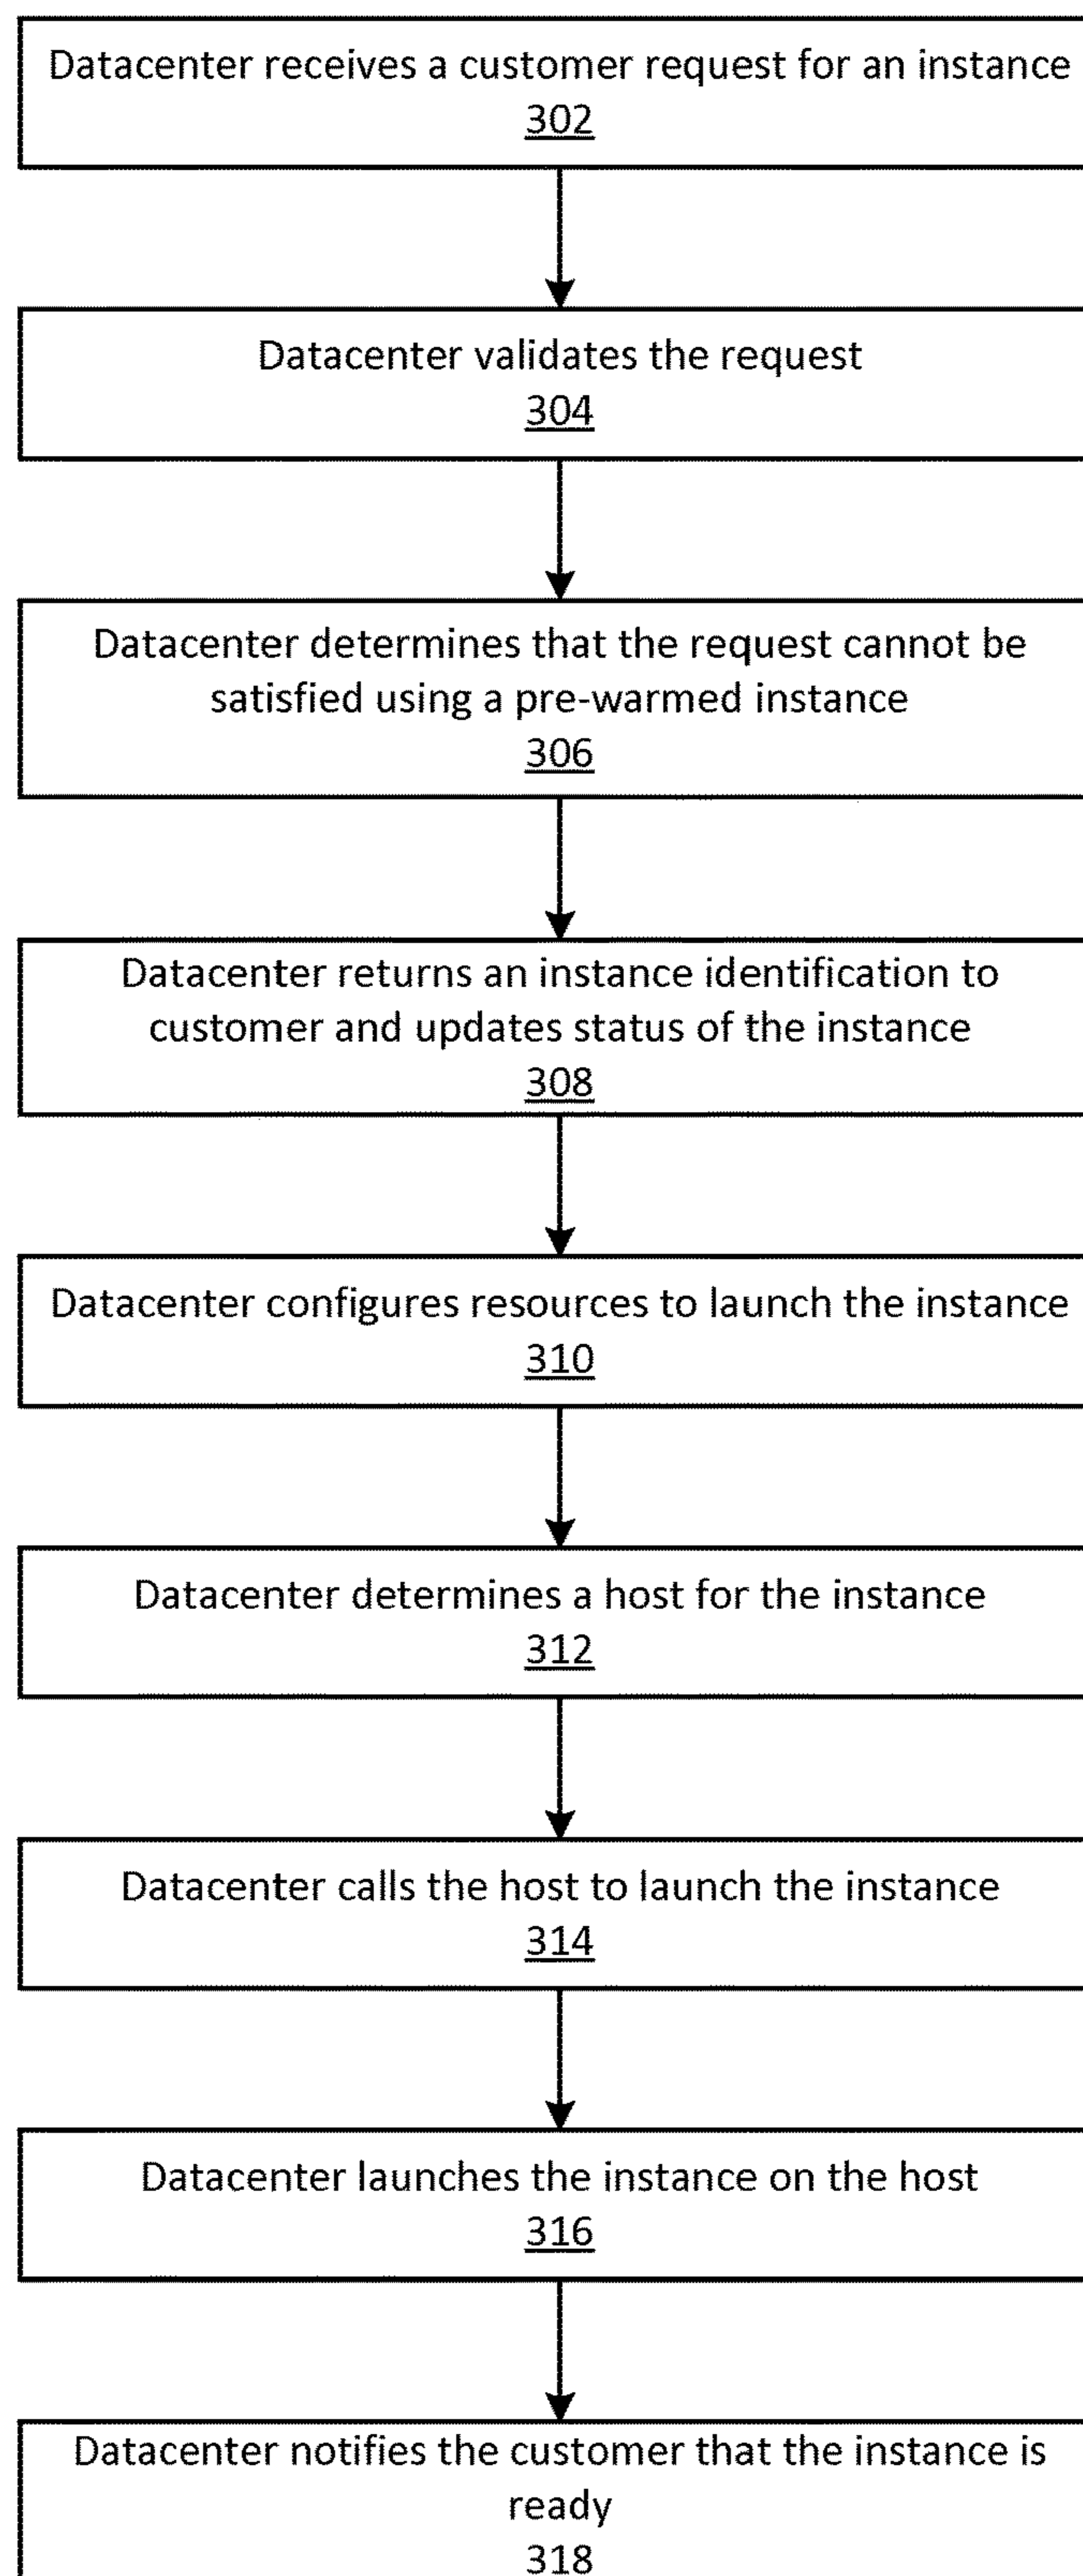 Datacenter receives a customer request for an instance
302
Datacenter validates the request
304
Datacenter determines that the request cannot be
satisfied using a pre-warmed instance
306
Datacenter returns an instance identification to
customer and updates status of the instance
308
Datacenter configures resources to launch the instance
310
Datacenter determines a host for the instance
312
Datacenter calls the host to launch the instance
314
Datacenter launches the instance on the host
316
Datacenter notifies the customer that the instance is
ready
318